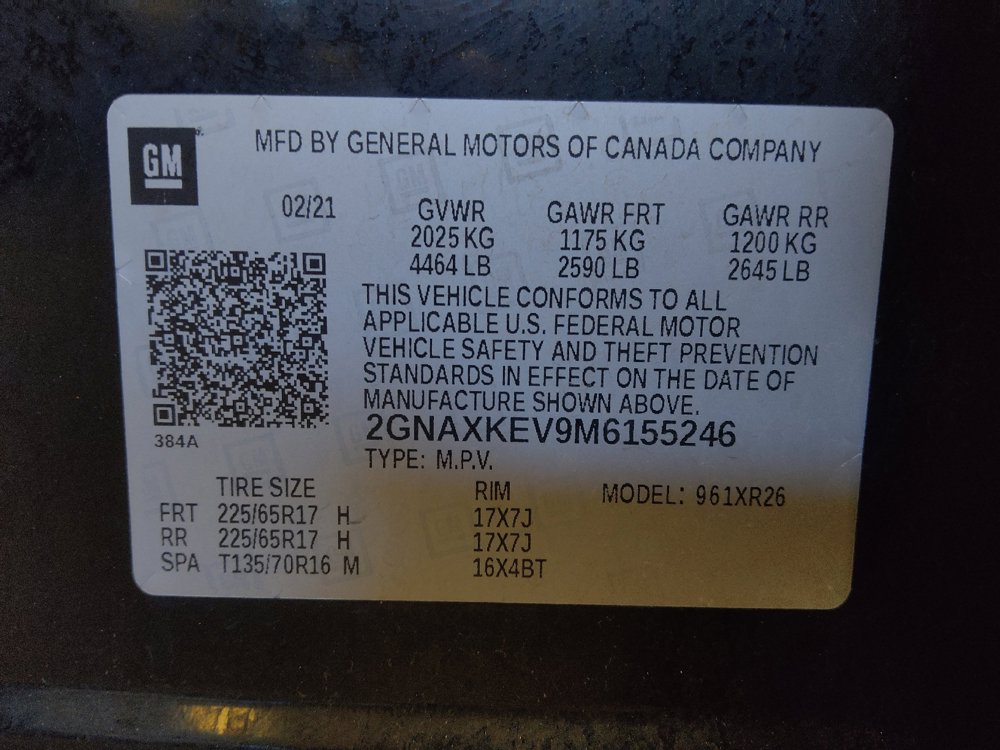 GM
MFD BY GENERAL MOTORS OF CANADA COMPANY
02/21 GVWR GAWR FRT GAWR RR
2025 KG 1175 KG 1200 KG
4464 LB 2590 LB 2645 LB
THIS VEHICLE CONFORMS TO ALL
APPLICABLE U.S. FEDERAL MOTOR
VEHICLE SAFETY AND THEFT PREVENTION
STANDARDS IN EFFECT ON THE DATE OF
MANUFACTURE SHOWN ABOVE.
384A 2GNAXKEV9M6155246
TYPE: M.P.V.
TIRE SIZE RIM MODEL: 961XR26
FRT 225/65R17 H 17X7J
RR 225/65R17 H 17X7J
SPA T135/70R16 M 16X4BT